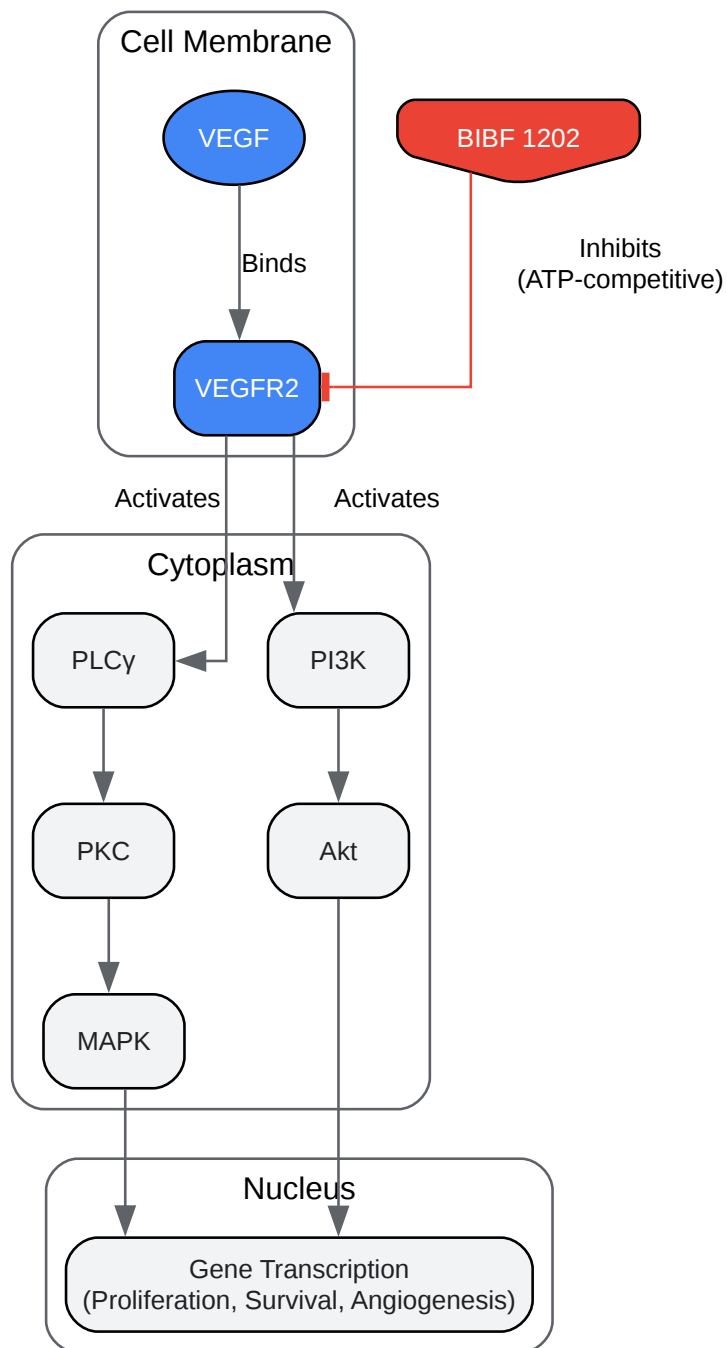 Cell Membrane
VEGF
BIBF 1202
Binds
Inhibits
(ATP-competitive)
VEGFR2
Activates
Activates
Cytoplasm
PLCγ
PI3K
PKC
Akt
MAPK
Nucleus
Gene Transcription
(Proliferation, Survival, Angiogenesis)